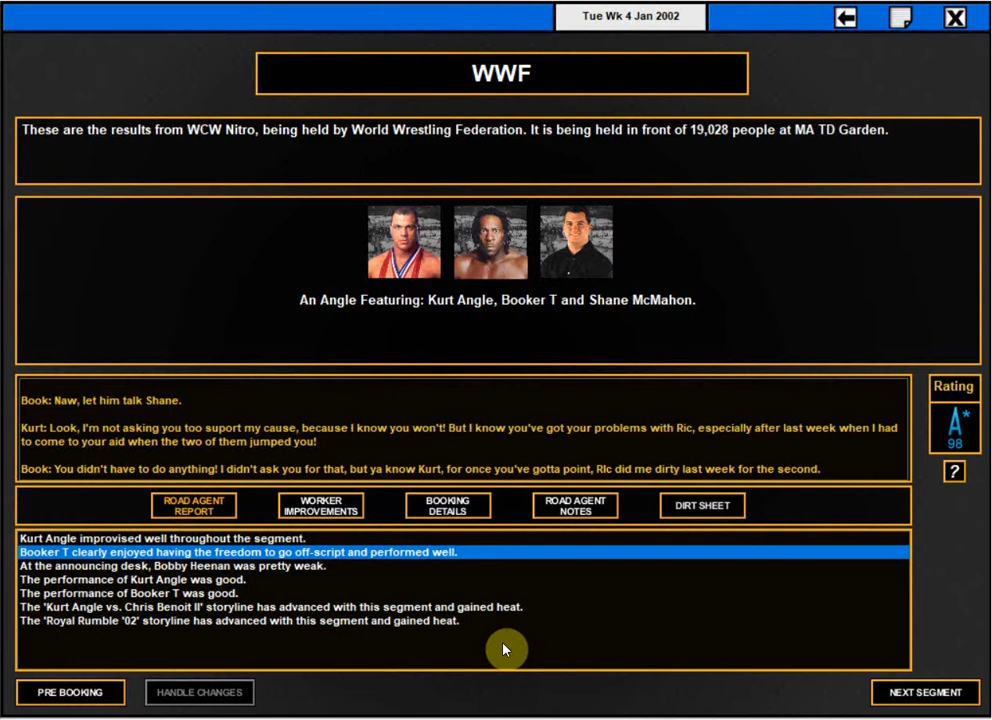 Tue Wk 4 Jan 2002
WWF
These are the results from WCW Nitro, being held by World Wrestling Federation. It is being held in front of 19,028 people at MA TD Garden.
An Angle Featuring: Kurt Angle, Booker T and Shane McMahon.
Book: Naw, let him talk Shane.
Kurt: Look, I'm not asking you too suport my cause, because I know you won't! But I know you've got your problems with Ric, especially after last week when I had
to come to your aid when the two of them jumped you!
Book: You didn't have to do anything! I didn't ask you for that, but ya know Kurt, for once you've gotta point, RIc did me dirty last week for the second.
Rating
A*
98
?
ROAD AGENT
REPORT
WORKER
IMPROVEMENTS
BOOKING
DETAILS
ROAD AGENT
NOTES
DIRT SHEET
Kurt Angle improvised well throughout the segment.
Booker T clearly enjoyed having the freedom to go off-script and performed well.
At the announcing desk, Bobby Heenan was pretty weak.
The performance of Kurt Angle was good.
The performance of Booker T was good.
The 'Kurt Angle vs. Chris Benoit II' storyline has advanced with this segment and gained heat.
The 'Royal Rumble '02' storyline has advanced with this segment and gained heat.
PRE BOOKING
HANDLE CHANGES
NEXT SEGMENT